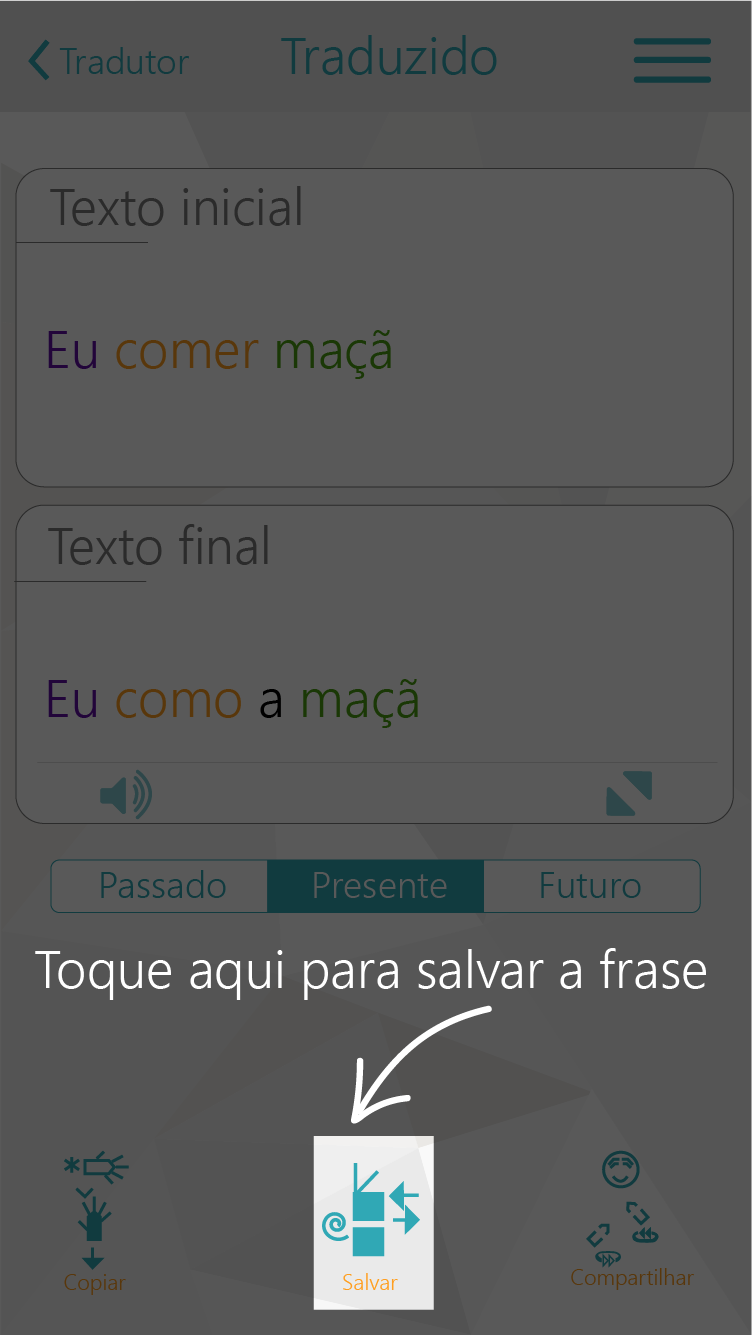 Tradutor
Traduzido
Texto inicial
Eu comer maçã
Texto final
Eu como a maçã
Passado
Presente
Futuro
Toque aqui para salvar a frase
Copiar
Salvar
Compartilhar